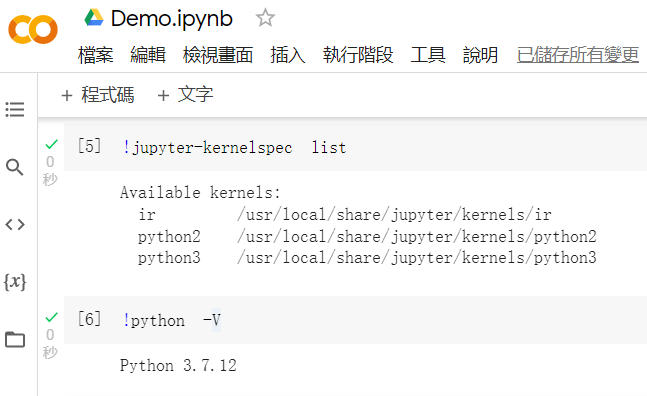 Demo.ipynb
檔案 編輯 檢視畫面 插入 執行階段 工具 說明 已儲存所有變更
+ 程式碼 + 文字
[5] !jupyter-kernelspec list
0
秒
Available kernels:
ir /usr/local/share/jupyter/kernels/ir
python2 /usr/local/share/jupyter/kernels/python2
python3 /usr/local/share/jupyter/kernels/python3
[6] !python -V
0
秒
Python 3.7.12